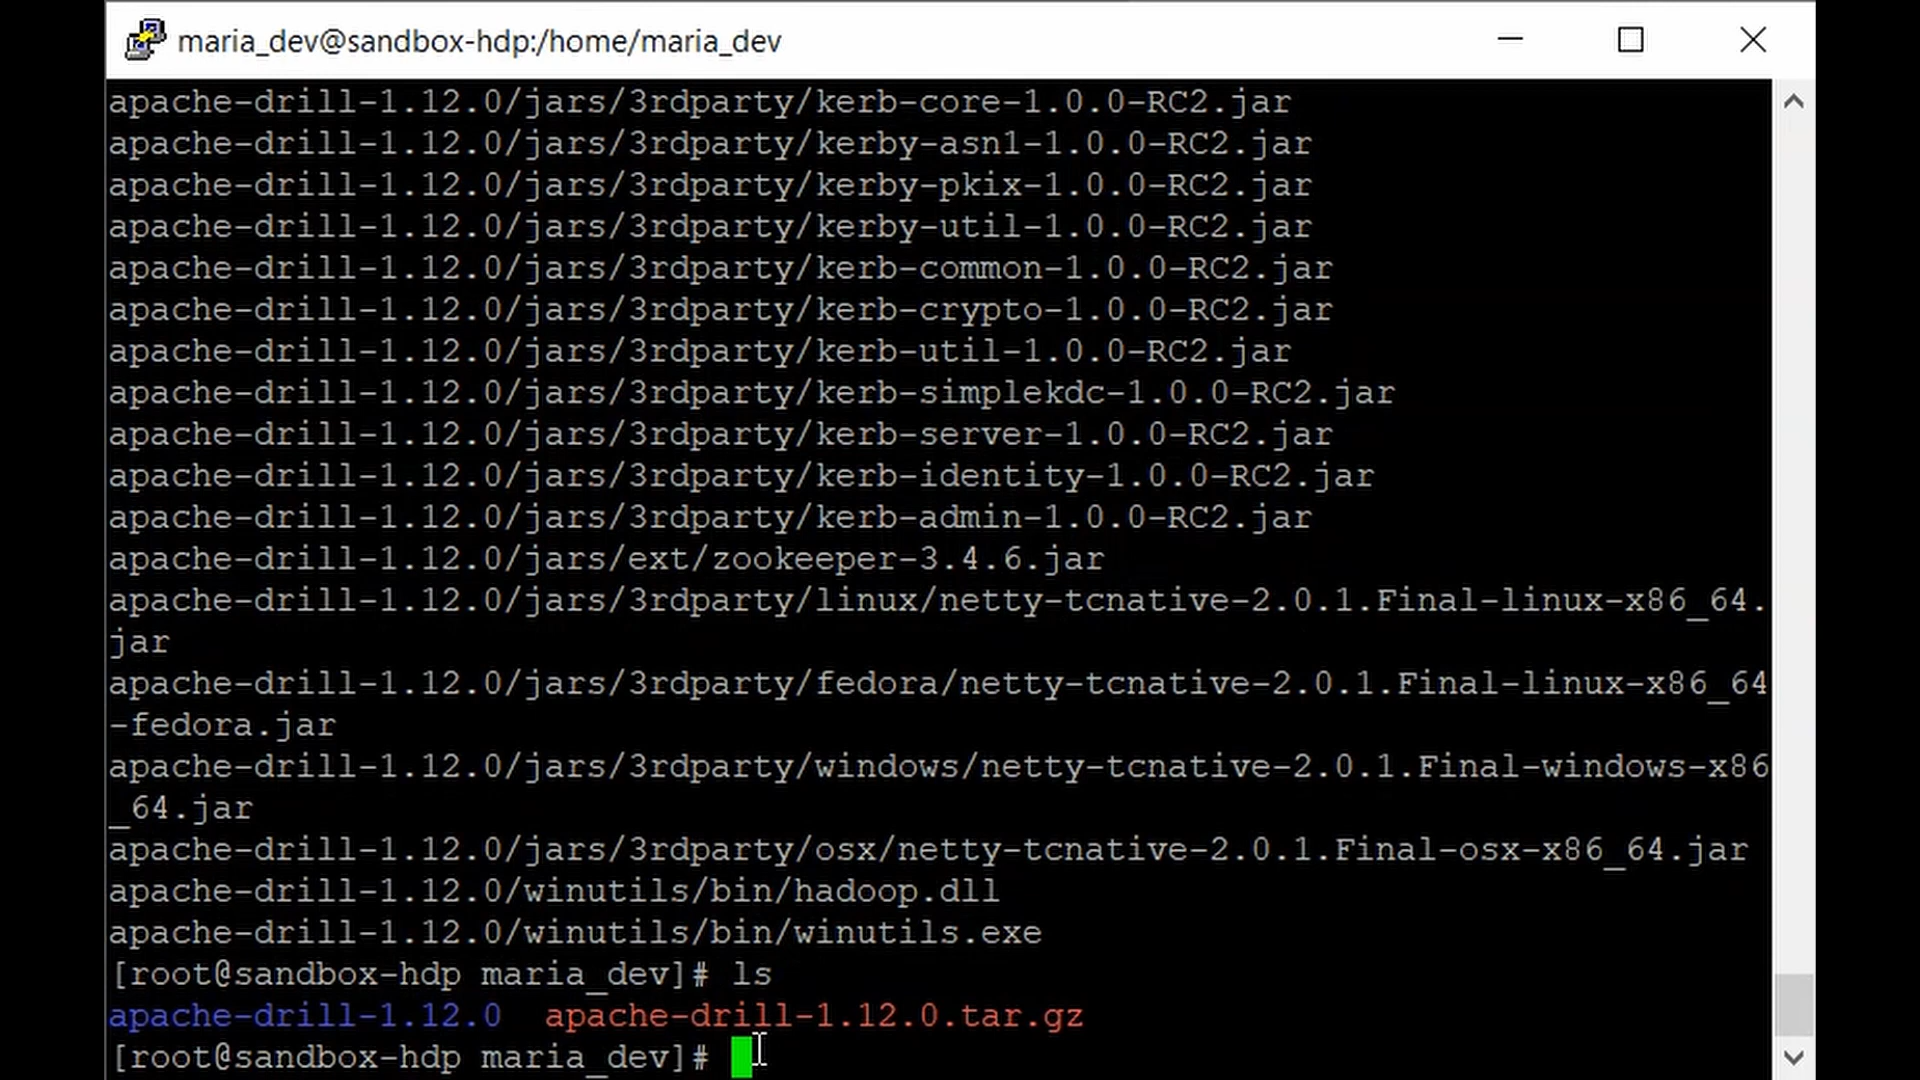 maria_dev@sandbox-hdp:/home/maria_dev
apache-drill-1.12.0/jars/3rdparty/kerb-core-1.0.0-RC2.jar
apache-drill-1.12.0/jars/3rdparty/kerby-asn1-1.0.0-RC2.jar
apache-drill-1.12.0/jars/3rdparty/kerby-pkix-1.0.0-RC2.jar
apache-drill-1.12.0/jars/3rdparty/kerby-util-1.0.0-RC2.jar
apache-drill-1.12.0/jars/3rdparty/kerb-common-1.0.0-RC2.jar
apache-drill-1.12.0/jars/3rdparty/kerb-crypto-1.0.0-RC2.jar
apache-drill-1.12.0/jars/3rdparty/kerb-util-1.0.0-RC2.jar
apache-drill-1.12.0/jars/3rdparty/kerb-simplekdc-1.0.0-RC2.jar
apache-drill-1.12.0/jars/3rdparty/kerb-server-1.0.0-RC2.jar
apache-drill-1.12.0/jars/3rdparty/kerb-identity-1.0.0-RC2.jar
apache-drill-1.12.0/jars/3rdparty/kerb-admin-1.0.0-RC2.jar
apache-drill-1.12.0/jars/ext/zookeeper-3.4.6.jar
apache-drill-1.12.0/jars/3rdparty/linux/netty-tcnative-2.0.1.Final-linux-x86_64.
jar
apache-drill-1.12.0/jars/3rdparty/fedora/netty-tcnative-2.0.1.Final-linux-x86_64
-fedora.jar
apache-drill-1.12.0/jars/3rdparty/windows/netty-tcnative-2.0.1.Final-windows-x86
_64.jar
apache-drill-1.12.0/jars/3rdparty/osx/netty-tcnative-2.0.1.Final-osx-x86_64.jar
apache-drill-1.12.0/winutils/bin/hadoop.dll
apache-drill-1.12.0/winutils/bin/winutils.exe
[root@sandbox-hdp maria_dev]# ls
apache-drill-1.12.0  apache-drill-1.12.0.tar.gz
[root@sandbox-hdp maria_dev]#